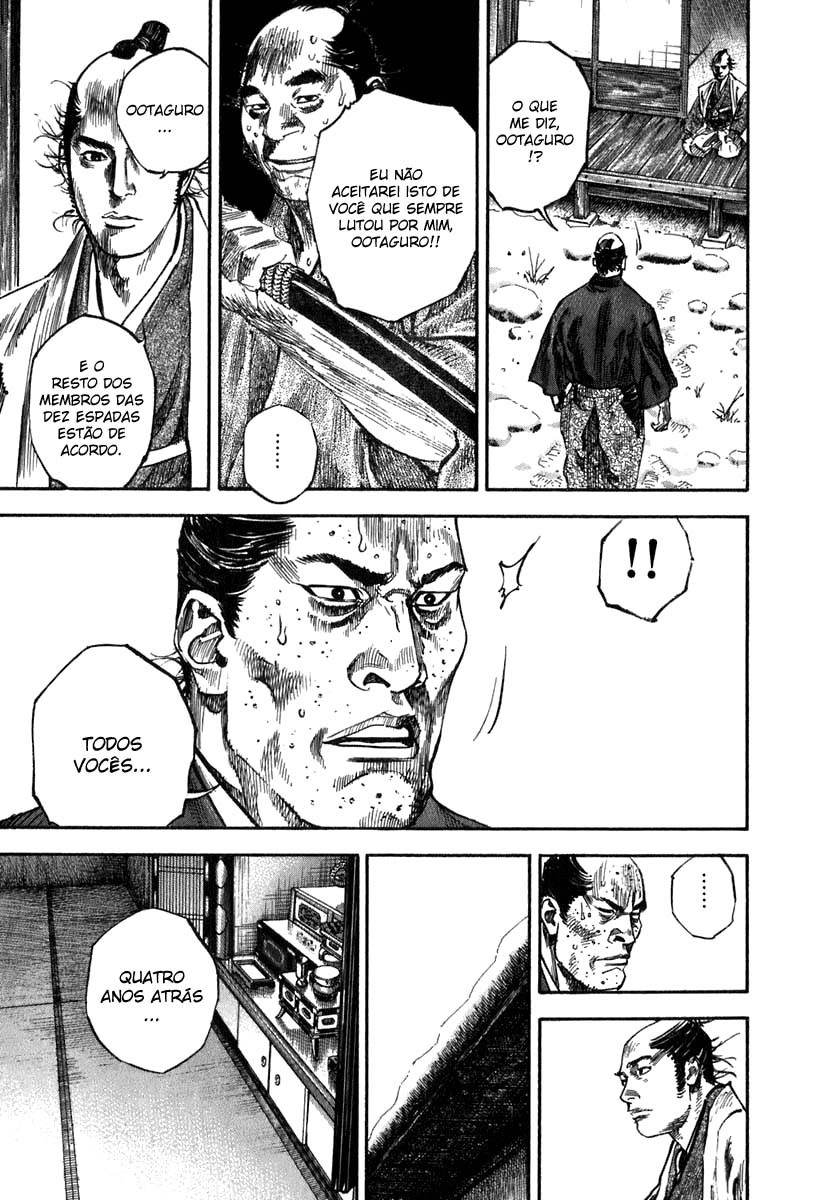 O QUE
ME DIZ,
OOTAGURO
!?
EU NÃO
ACEITAREI ISTO DE
VOCÊ QUE SEMPRE
LUTOU POR MIM,
OOTAGURO!!
......
OOTAGURO
...
E O
RESTO DOS
MEMBROS DAS
DEZ ESPADAS
ESTÃO DE
ACORDO.
!!
TODOS
VOCÊS...
......
QUATRO
ANOS ATRÁS
...